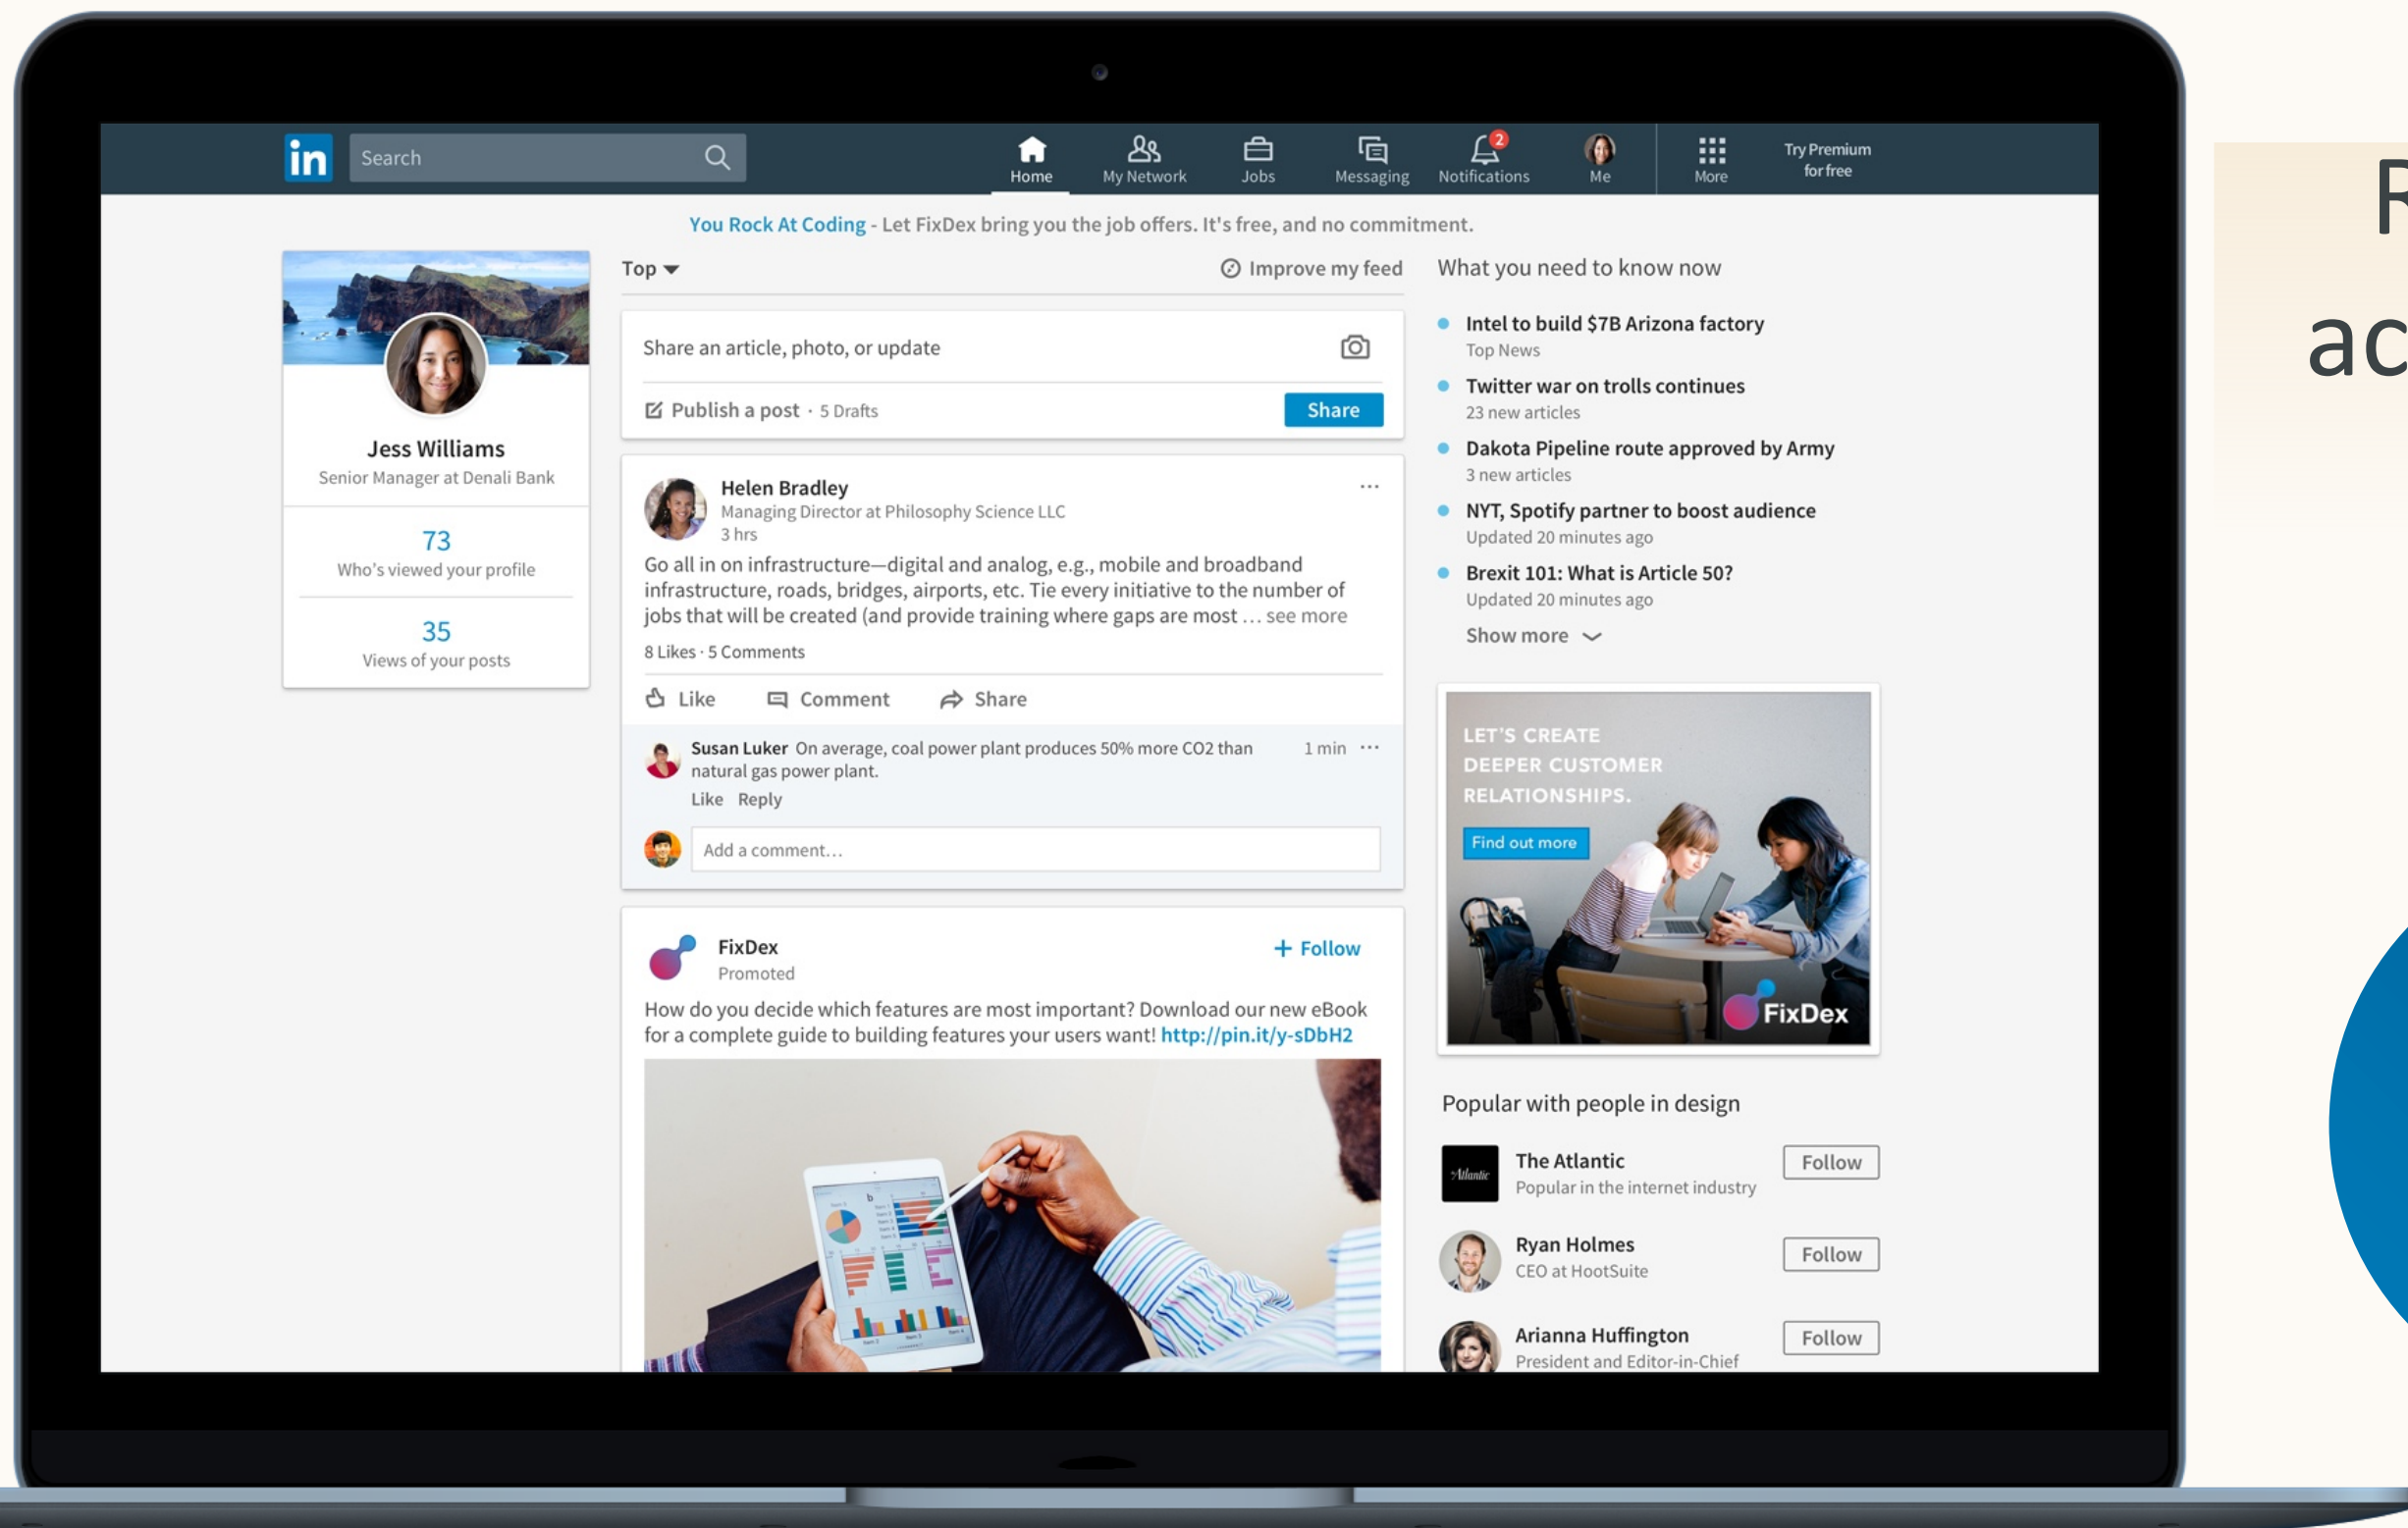 in
Search
Home
My Network
Jobs
Messaging
2
Notifications
Me
More
Try Premium
for free
You Rock At Coding - Let FixDex bring you the job offers. It's free, and no commitment.
Jess Williams
Senior Manager at Denali Bank
73
Who's viewed your profile
35
Views of your posts
Top
Improve my feed
Share an article, photo, or update
Publish a post · 5 Drafts
Share
Helen Bradley
Managing Director at Philosophy Science LLC
3 hrs
Go all in on infrastructure—digital and analog, e.g., mobile and broadband
infrastructure, roads, bridges, airports, etc. Tie every initiative to the number of
jobs that will be created (and provide training where gaps are most … see more
8 Likes · 5 Comments
Like
Comment
Share
Susan Luker On average, coal power plant produces 50% more CO2 than
natural gas power plant.
1 min
Like Reply
Add a comment…
FixDex
Promoted
+ Follow
How do you decide which features are most important? Download our new eBook
for a complete guide to building features your users want! http://pin.it/y-sDbH2
What you need to know now
Intel to build $7B Arizona factory
Top News
Twitter war on trolls continues
23 new articles
Dakota Pipeline route approved by Army
3 new articles
NYT, Spotify partner to boost audience
Updated 20 minutes ago
Brexit 101: What is Article 50?
Updated 20 minutes ago
Show more
LET'S CREATE
DEEPER CUSTOMER
RELATIONSHIPS.
Find out more
FixDex
Popular with people in design
Atlantic
The Atlantic
Popular in the internet industry
Follow
Ryan Holmes
CEO at HootSuite
Follow
Arianna Huffington
President and Editor-in-Chief
Follow